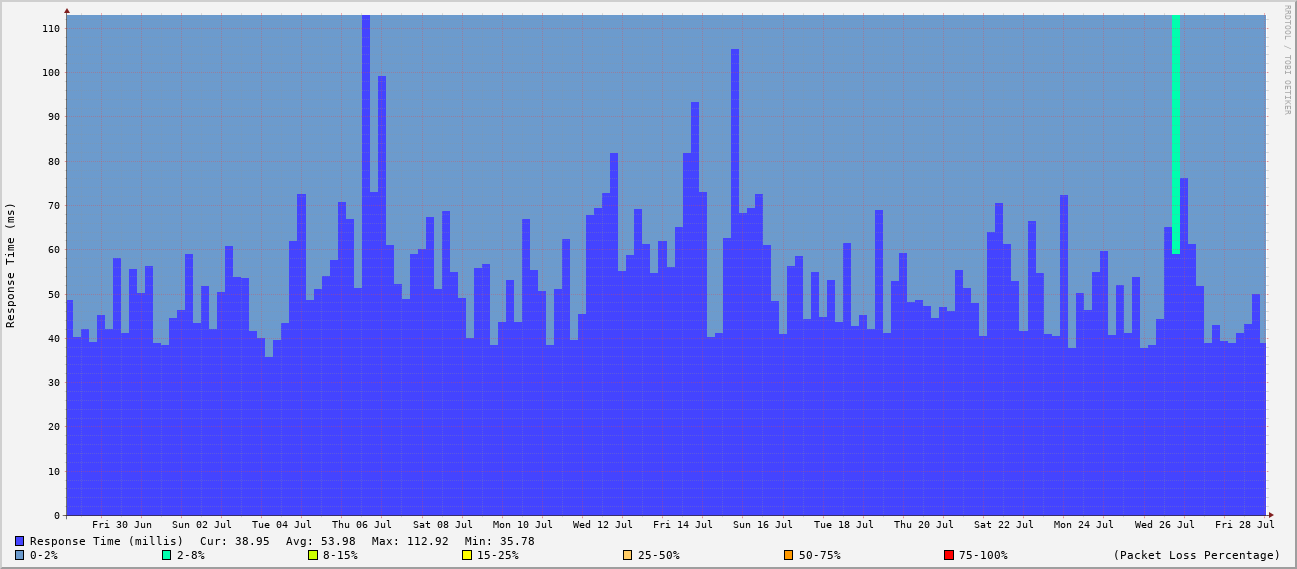 RRDTOOL / TOBI OETIKER
Response Time (ms)
110
100
90
80
70
60
50
40
30
20
10
0
Fri 30 Jun Sun 02 Jul Tue 04 Jul Thu 06 Jul Sat 08 Jul Mon 10 Jul Wed 12 Jul Fri 14 Jul Sun 16 Jul Tue 18 Jul Thu 20 Jul Sat 22 Jul Mon 24 Jul Wed 26 Jul Fri 28 Jul
Response Time (millis) Cur: 38.95 Avg: 53.98 Max: 112.92 Min: 35.78
0-2% 2-8% 8-15% 15-25% 25-50% 50-75% 75-100% (Packet Loss Percentage)